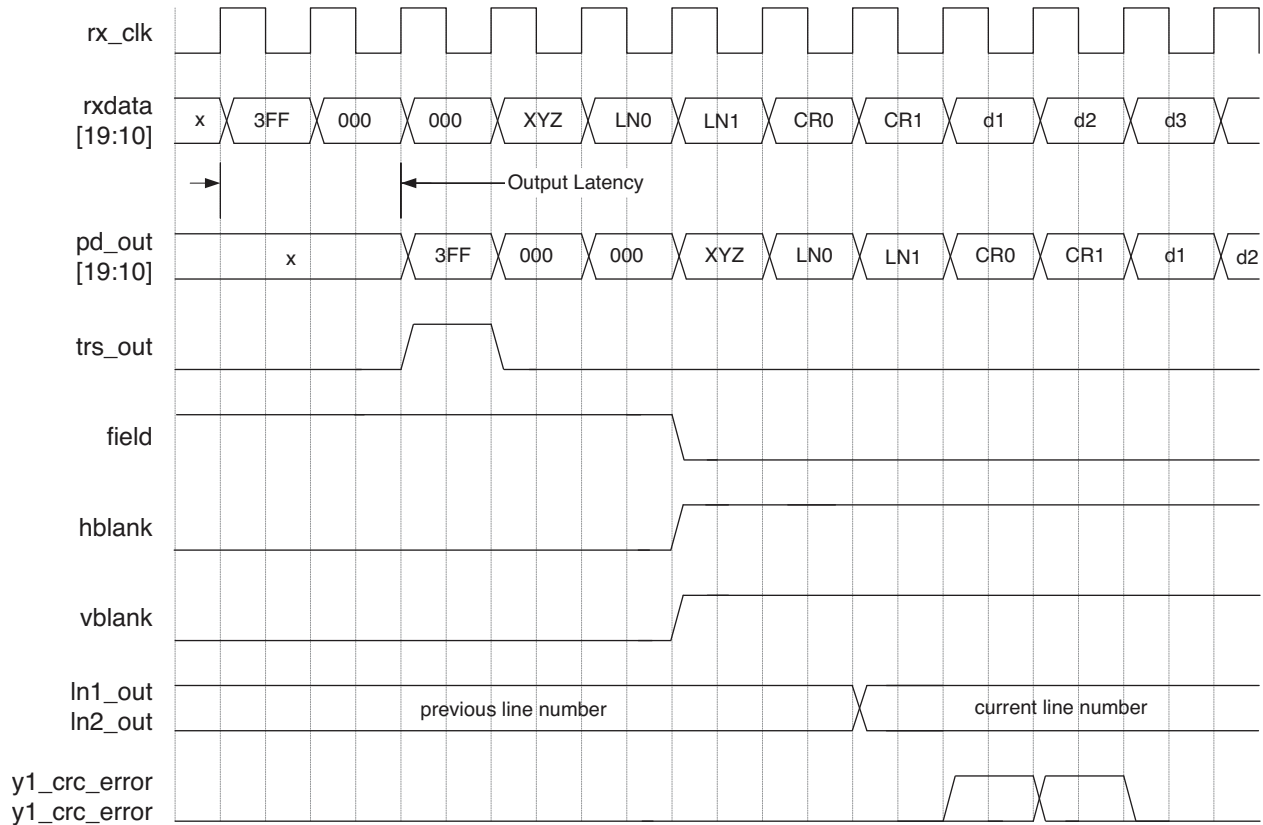 rx_clk
rxdata
[19:10]
x 3FF 000 000 XYZ LN0 LN1 CR0 CR1 d1 d2 d3
Output Latency
pd_out
[19:10]
x 3FF 000 000 XYZ LN0 LN1 CR0 CR1 d1 d2
trs_out
field
hblank
vblank
ln1_out
ln2_out
previous line number current line number
y1_crc_error
y1_crc_error